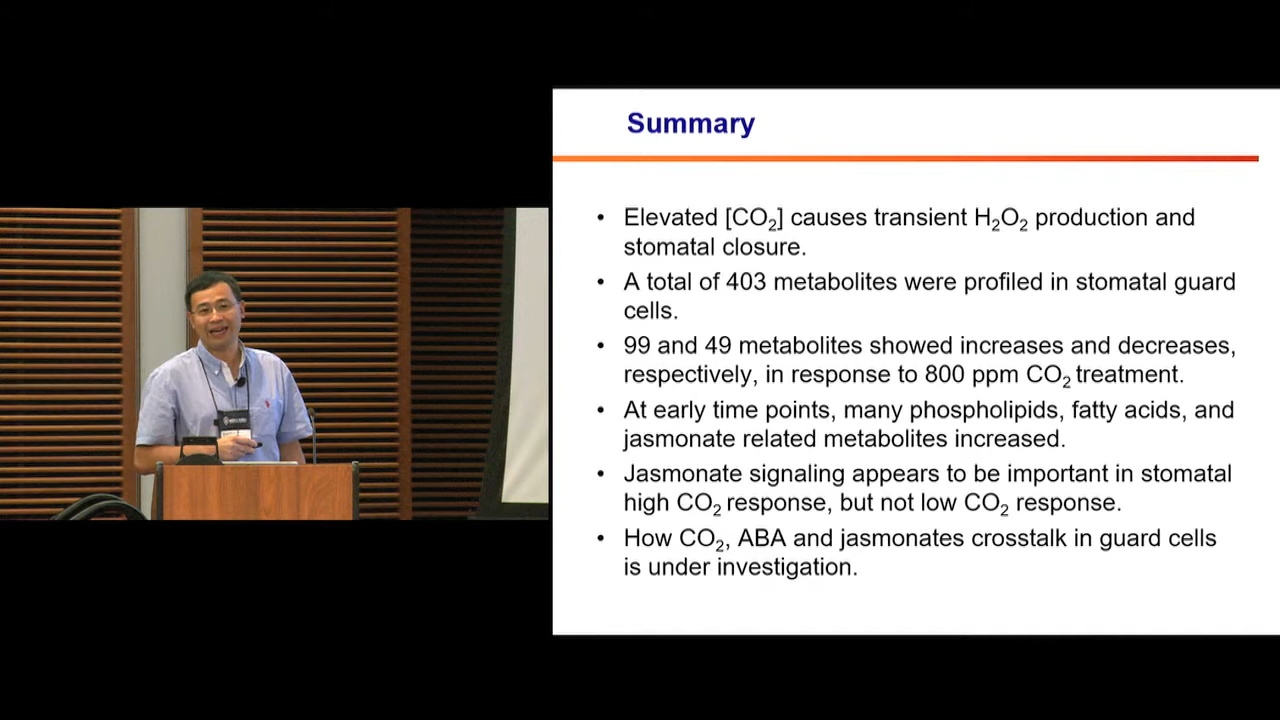 Summary
• Elevated [CO₂] causes transient H₂O₂ production and
stomatal closure.
• A total of 403 metabolites were profiled in stomatal guard
cells.
• 99 and 49 metabolites showed increases and decreases,
respectively, in response to 800 ppm CO₂ treatment.
• At early time points, many phospholipids, fatty acids, and
jasmonate related metabolites increased.
• Jasmonate signaling appears to be important in stomatal
high CO₂ response, but not low CO₂ response.
• How CO₂, ABA and jasmonates crosstalk in guard cells
is under investigation.